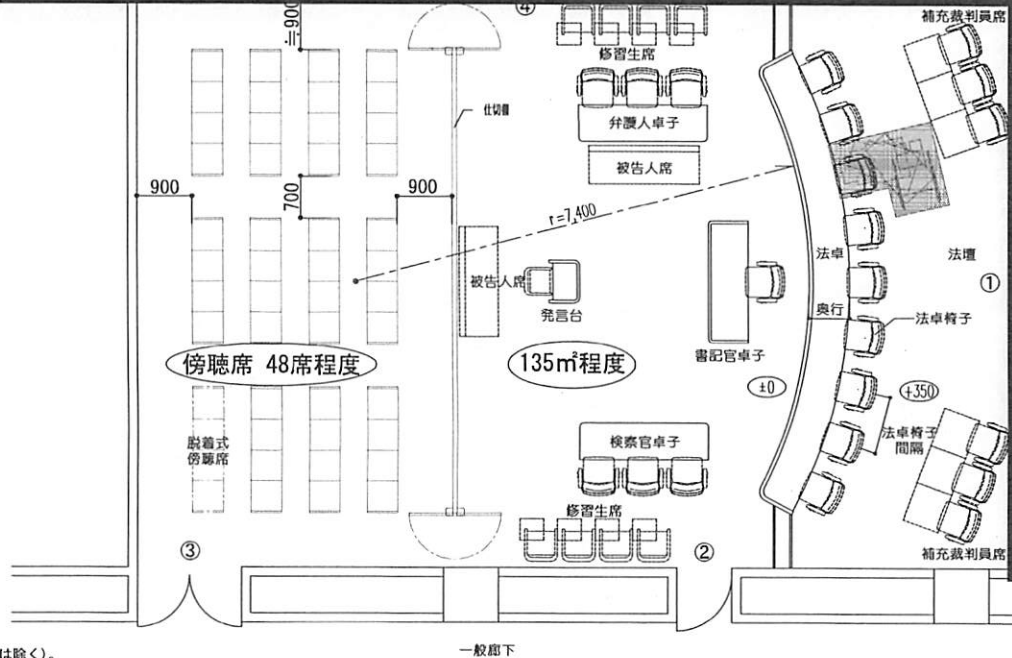 ≒900
④
補充裁判員席
修習生席
仕切柵
弁護人卓子
被告人席
900
700
900
r=7,400
被告人席
発言台
法卓
法壇
①
奥行
法卓椅子
傍聴席 48席程度
135㎡程度
書記官卓子
±0
+350
脱着式
傍聴席
検察官卓子
法卓椅子
間隔
修習生席
③
②
補充裁判員席
は除く)。
一般廊下